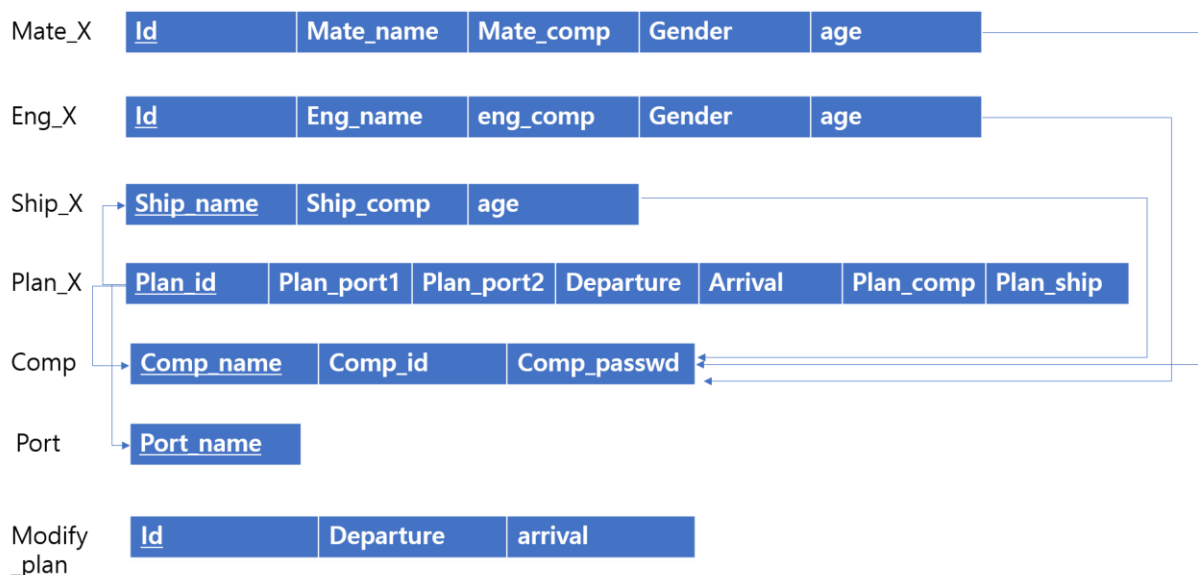 Mate_X Id Mate_name Mate_comp Gender age
Eng_X Id Eng_name eng_comp Gender age
Ship_X Ship_name Ship_comp age
Plan_X Plan_id Plan_port1 Plan_port2 Departure Arrival Plan_comp Plan_ship
Comp Comp_name Comp_id Comp_passwd
Port Port_name
Modify Id Departure arrival
_plan